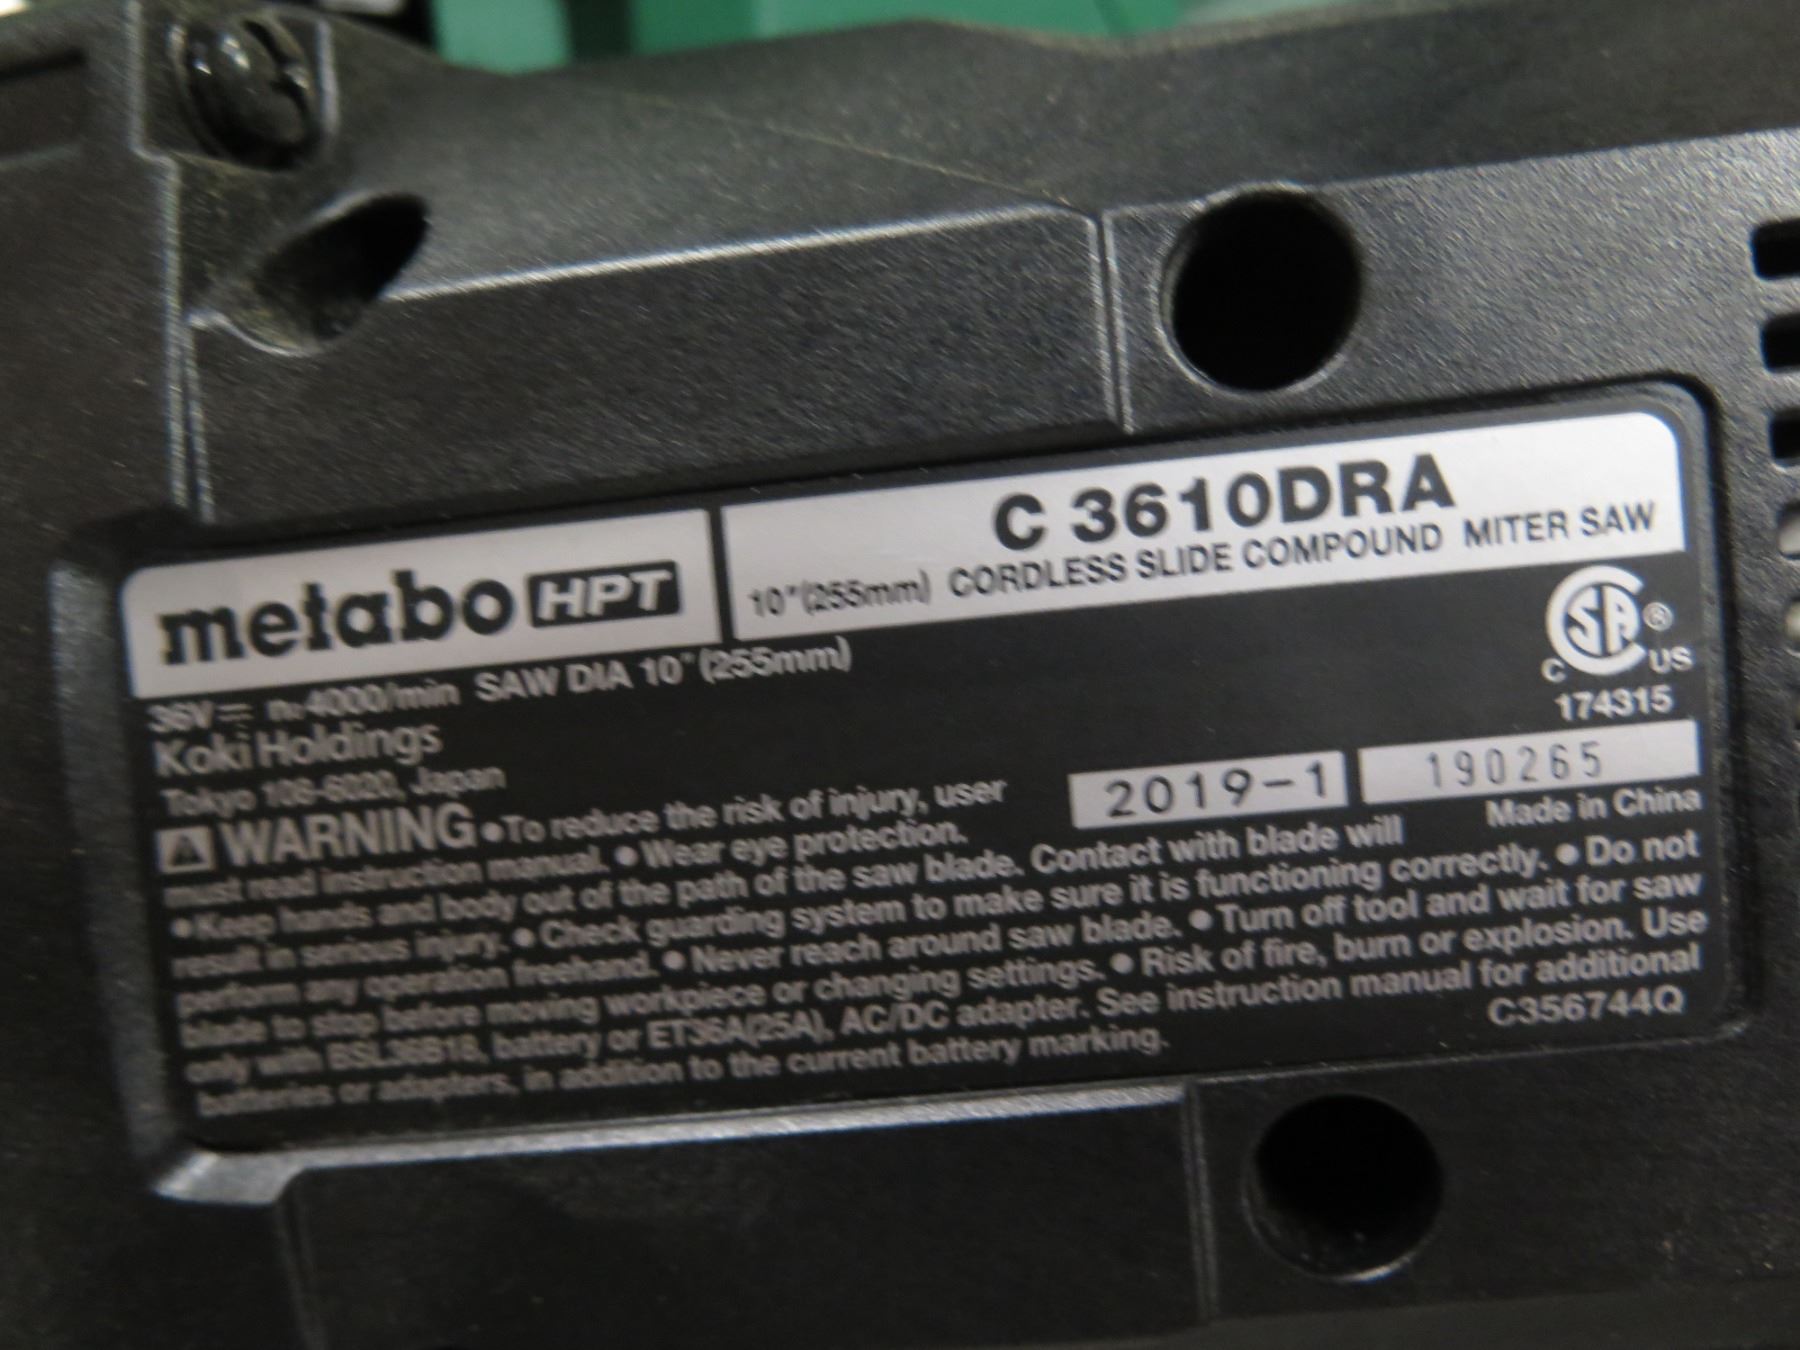 metabo HPT
C 3610DRA
10"(255mm) CORDLESS SLIDE COMPOUND MITER SAW
36V⎓ n₀4000/min SAW DIA 10"(255mm)
Koki Holdings
Tokyo 108-6020, Japan
CSA® C US
174315
2019-1 190265
Made in China
⚠WARNING •To reduce the risk of injury, user
must read instruction manual. •Wear eye protection.
•Keep hands and body out of the path of the saw blade. Contact with blade will
result in serious injury. •Check guarding system to make sure it is functioning correctly. •Do not
perform any operation freehand. •Never reach around saw blade. •Turn off tool and wait for saw
blade to stop before moving workpiece or changing settings. •Risk of fire, burn or explosion. Use
only with BSL36B18, battery or ET36A(25A), AC/DC adapter. See instruction manual for additional
batteries or adapters, in addition to the current battery marking.
C356744Q